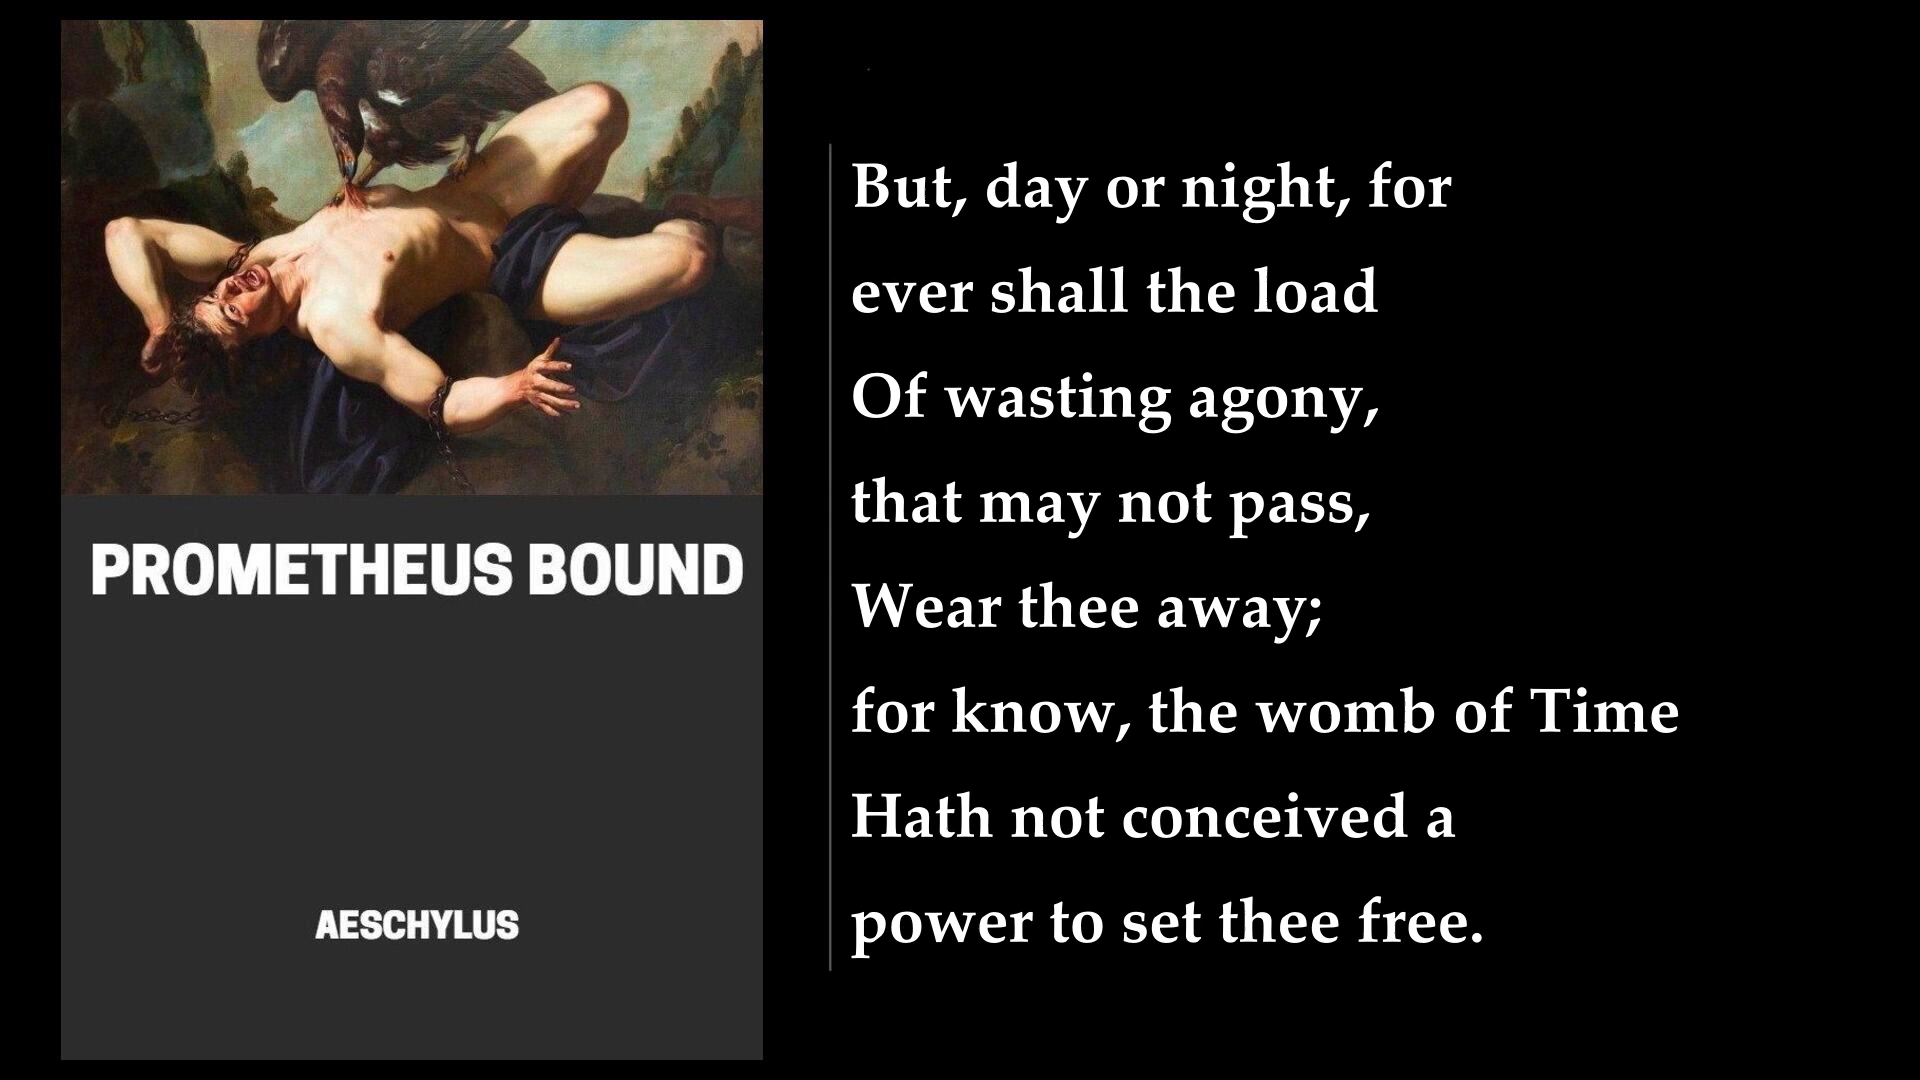 PROMETHEUS BOUND
AESCHYLUS
But, day or night, for
ever shall the load
Of wasting agony,
that may not pass,
Wear thee away;
for know, the womb of Time
Hath not conceived a
power to set thee free.